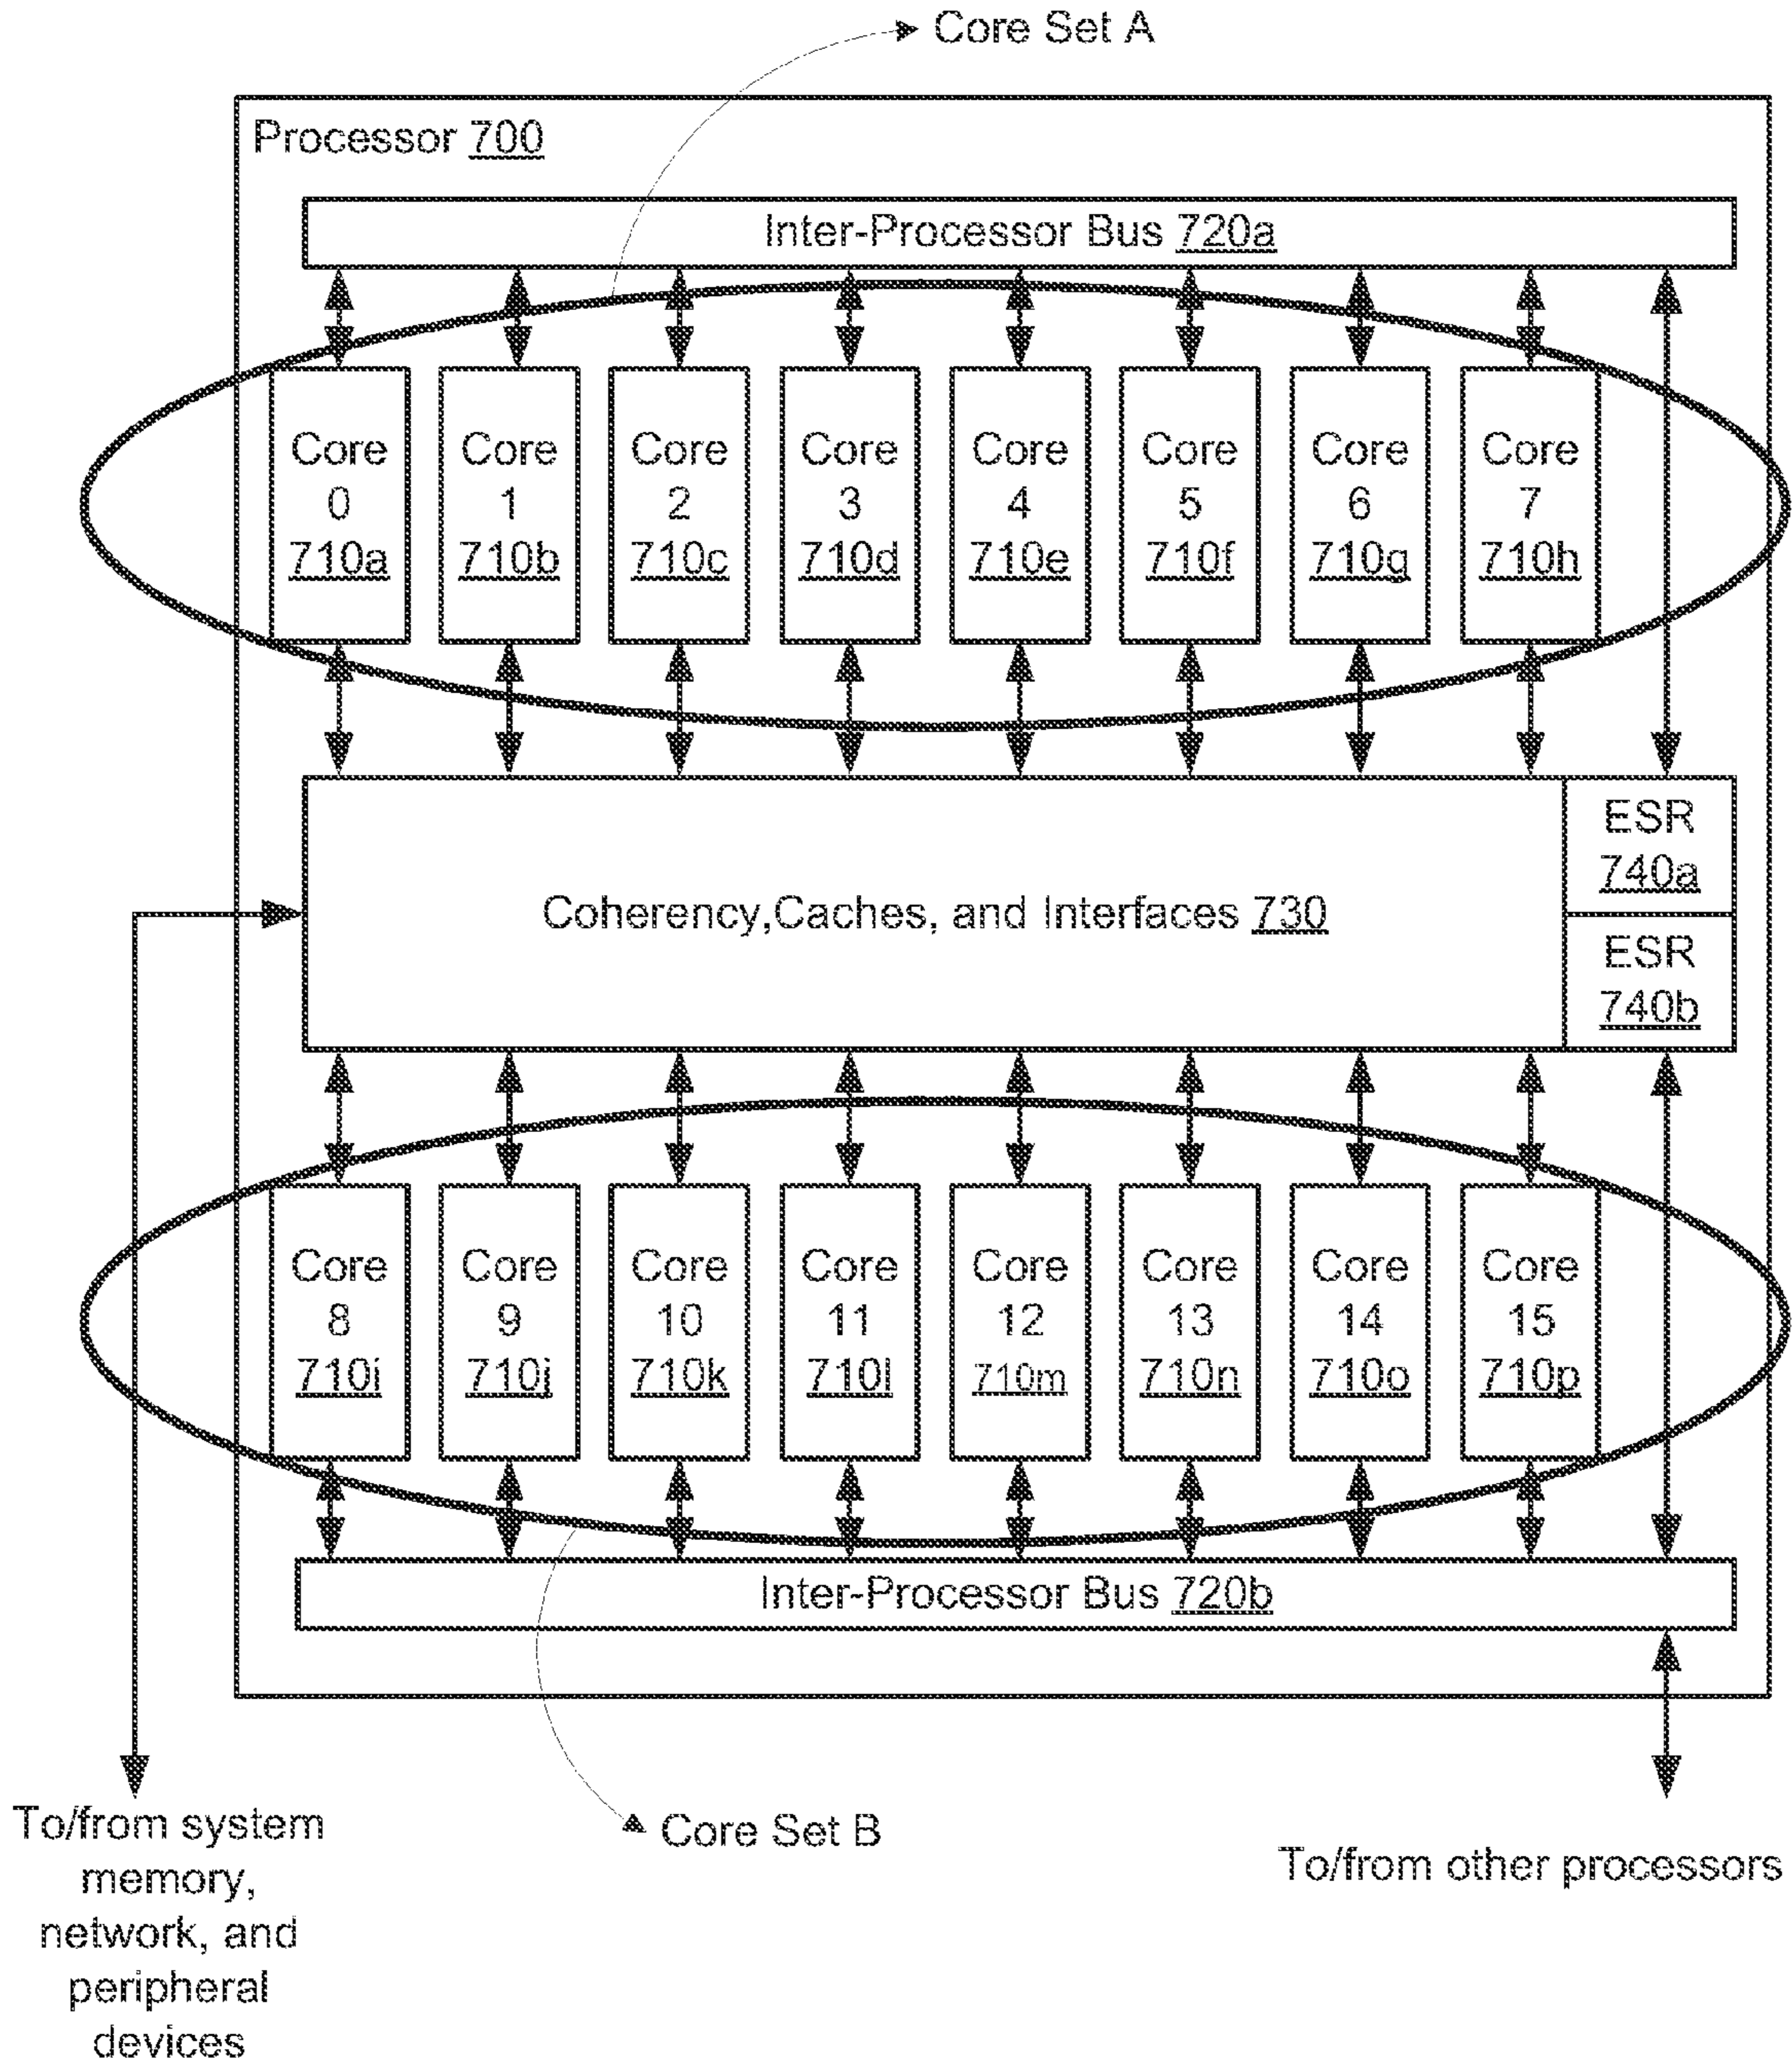 Core Set A
Processor 700
Inter-Processor Bus 720a
Core
0
710a
Core
1
710b
Core
2
710c
Core
3
710d
Core
4
710e
Core
5
710f
Core
6
710g
Core
7
710h
ESR
740a
Coherency,Caches, and Interfaces 730
ESR
740b
Core
8
710i
Core
9
710j
Core
10
710k
Core
11
710l
Core
12
710m
Core
13
710n
Core
14
710o
Core
15
710p
Inter-Processor Bus 720b
To/from system
memory,
network, and
peripheral
devices
Core Set B
To/from other processors